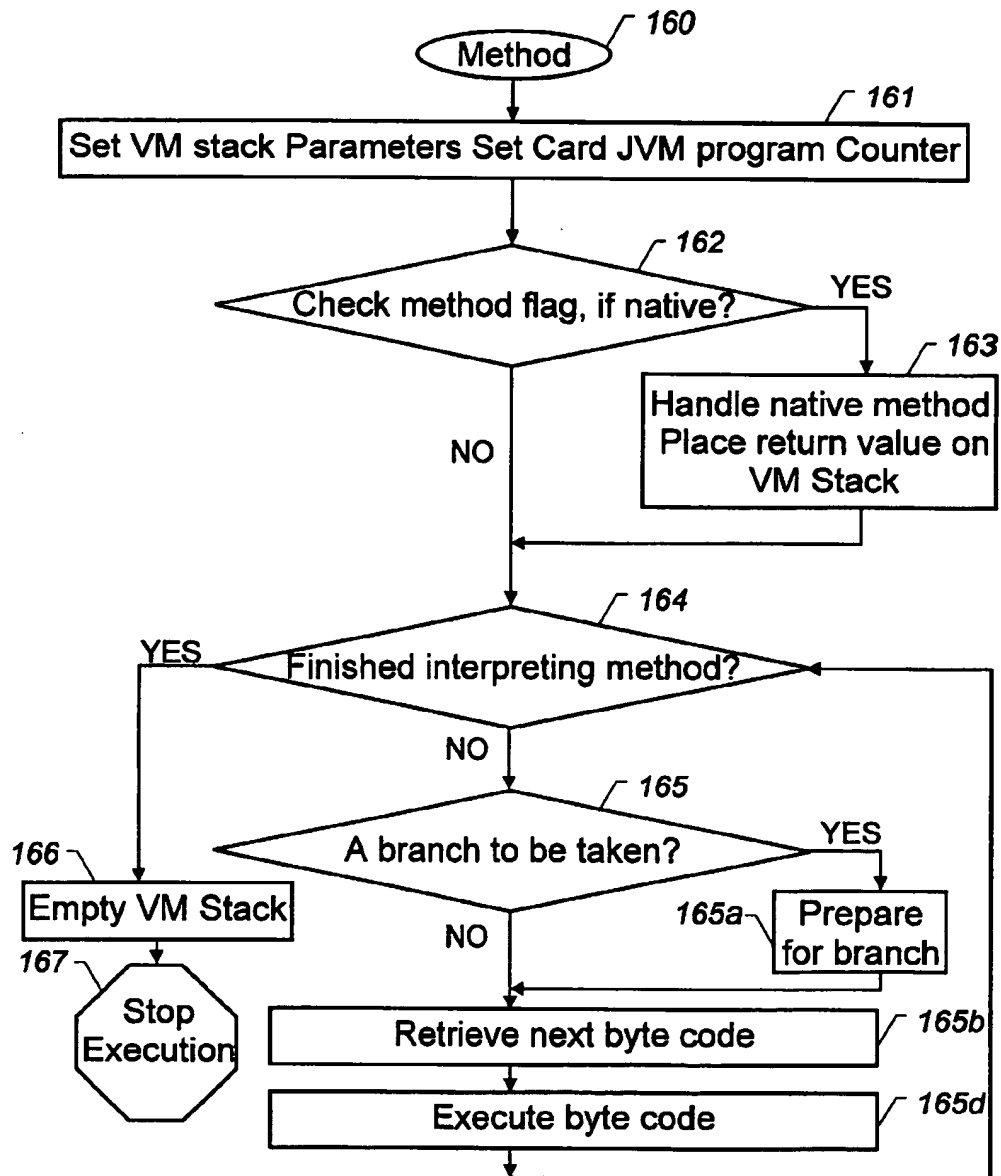 160
Method
161
Set VM stack Parameters Set Card JVM program Counter
162
Check method flag, if native?
YES
163
Handle native method
Place return value on
VM Stack
NO
164
YES
Finished interpreting method?
NO
165
YES
A branch to be taken?
166
Empty VM Stack
165a
Prepare
for branch
NO
167
Stop
Execution
Retrieve next byte code
165b
Execute byte code
165d